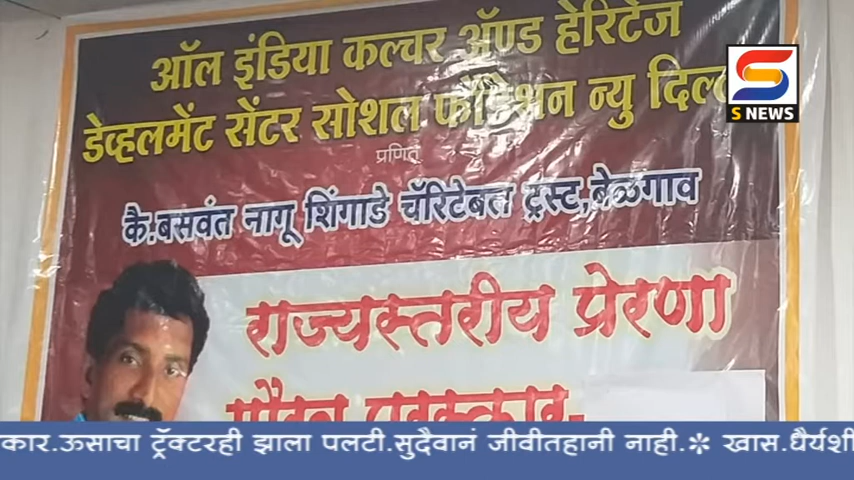 ऑल इंडिया कल्चर ॲण्ड हेरिटेज
डेव्हलमेंट सेंटर सोशल न्यु
S NEWS
प्रणित
कै.बसवंत नागू शिंगाडे चॅरिटेबल ट्रस्ट,बेळगाव
राज्यस्तरीय प्रेरणा
कार.ऊसाचा ट्रॅक्टरही झाला पलटी.सुदैवानं जीवीतहानी नाही.✻ खास.धैर्यशी